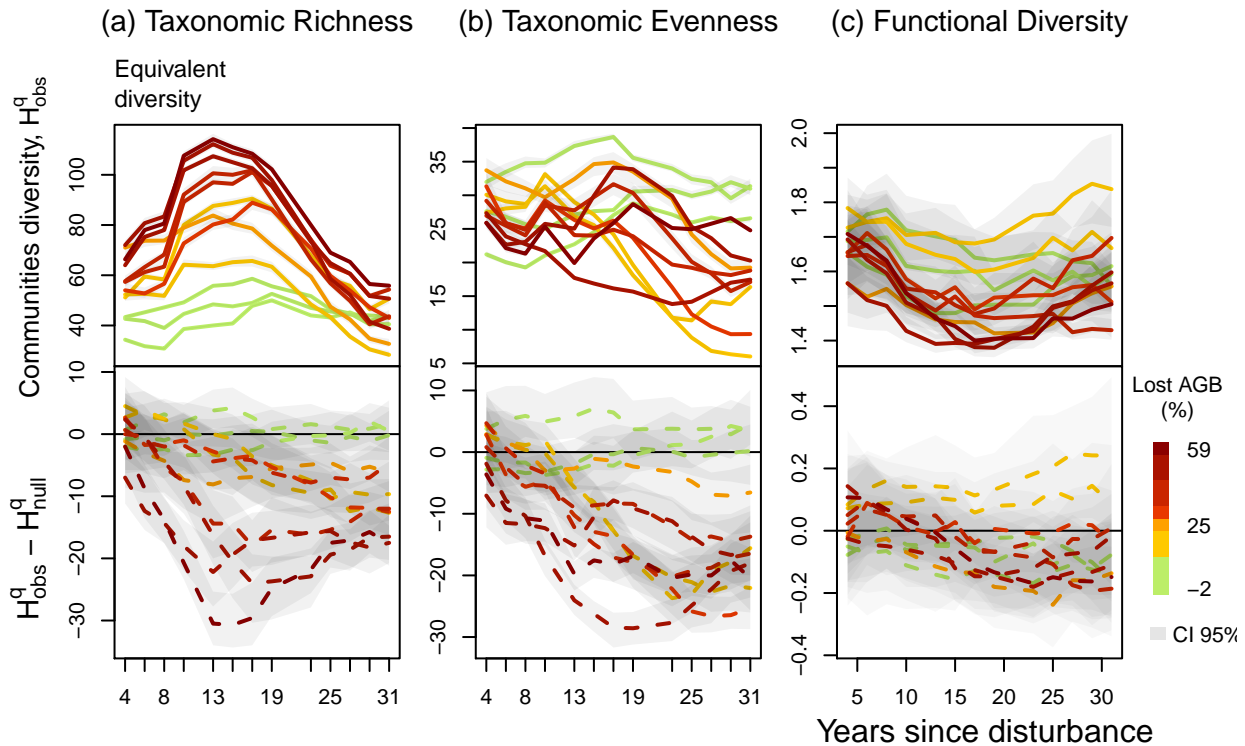 (a) Taxonomic Richness (b) Taxonomic Evenness (c) Functional Diversity
Equivalent
diversity
Communities diversity, H^q_obs
40 60 80 100
5 15 25 35
1.4 1.6 1.8 2.0
H^q_obs − H^q_null
−30 −20 −10 0 10
−30 −20 −10 0 10
−0.4 −0.2 0.0 0.2 0.4
4 8 13 19 25 31
4 8 13 19 25 31
5 10 15 20 25 30
Years since disturbance
Lost AGB
(%)
59
25
−2
CI 95%